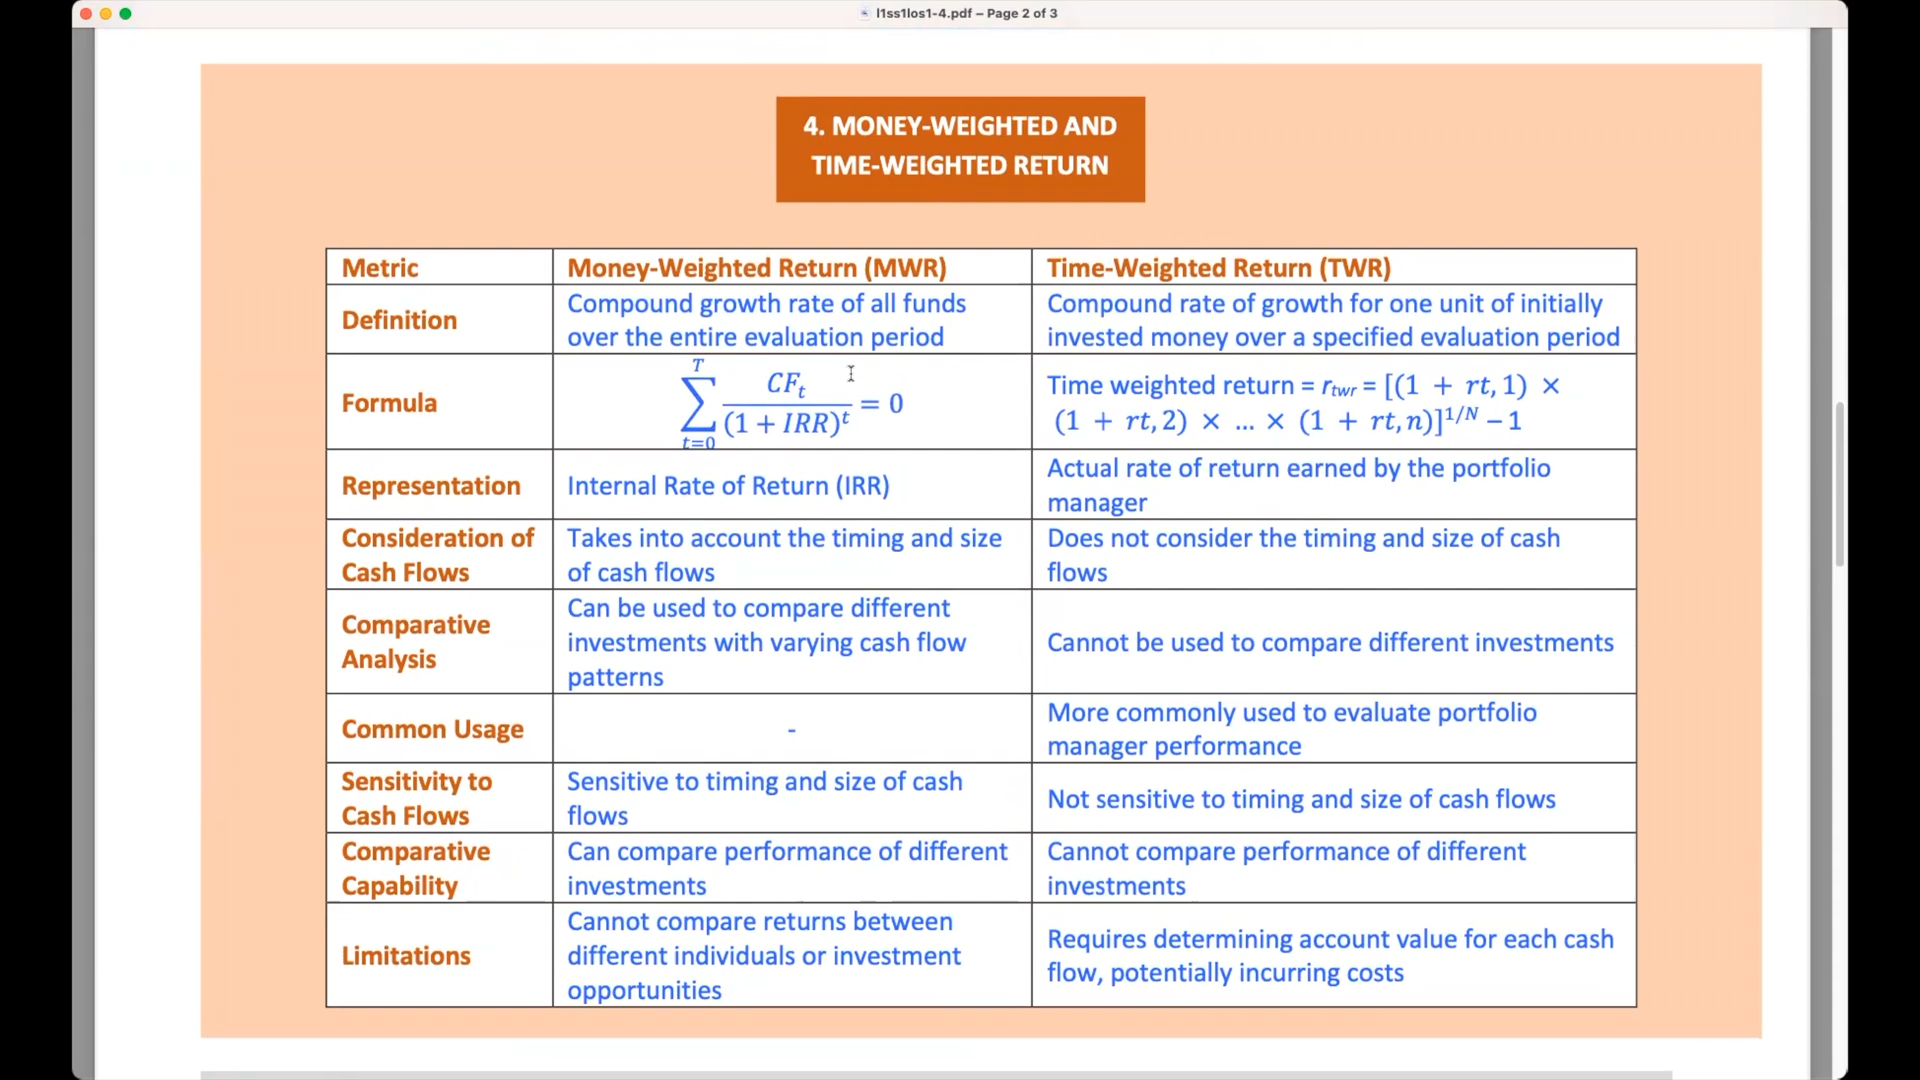 l1ss1los1-4.pdf – Page 2 of 3
4. MONEY-WEIGHTED AND
TIME-WEIGHTED RETURN
Metric
Money-Weighted Return (MWR)
Time-Weighted Return (TWR)
Definition
Compound growth rate of all funds
over the entire evaluation period
Compound rate of growth for one unit of initially
invested money over a specified evaluation period
Formula
T
∑ CFₜ / (1 + IRR)ᵗ = 0
t=0
Time weighted return = rₜwr = [(1 + rt, 1) ×
(1 + rt, 2) × … × (1 + rt, n)]^1/N – 1
Representation
Internal Rate of Return (IRR)
Actual rate of return earned by the portfolio
manager
Consideration of
Cash Flows
Takes into account the timing and size
of cash flows
Does not consider the timing and size of cash
flows
Comparative
Analysis
Can be used to compare different
investments with varying cash flow
patterns
Cannot be used to compare different investments
Common Usage
-
More commonly used to evaluate portfolio
manager performance
Sensitivity to
Cash Flows
Sensitive to timing and size of cash
flows
Not sensitive to timing and size of cash flows
Comparative
Capability
Can compare performance of different
investments
Cannot compare performance of different
investments
Limitations
Cannot compare returns between
different individuals or investment
opportunities
Requires determining account value for each cash
flow, potentially incurring costs